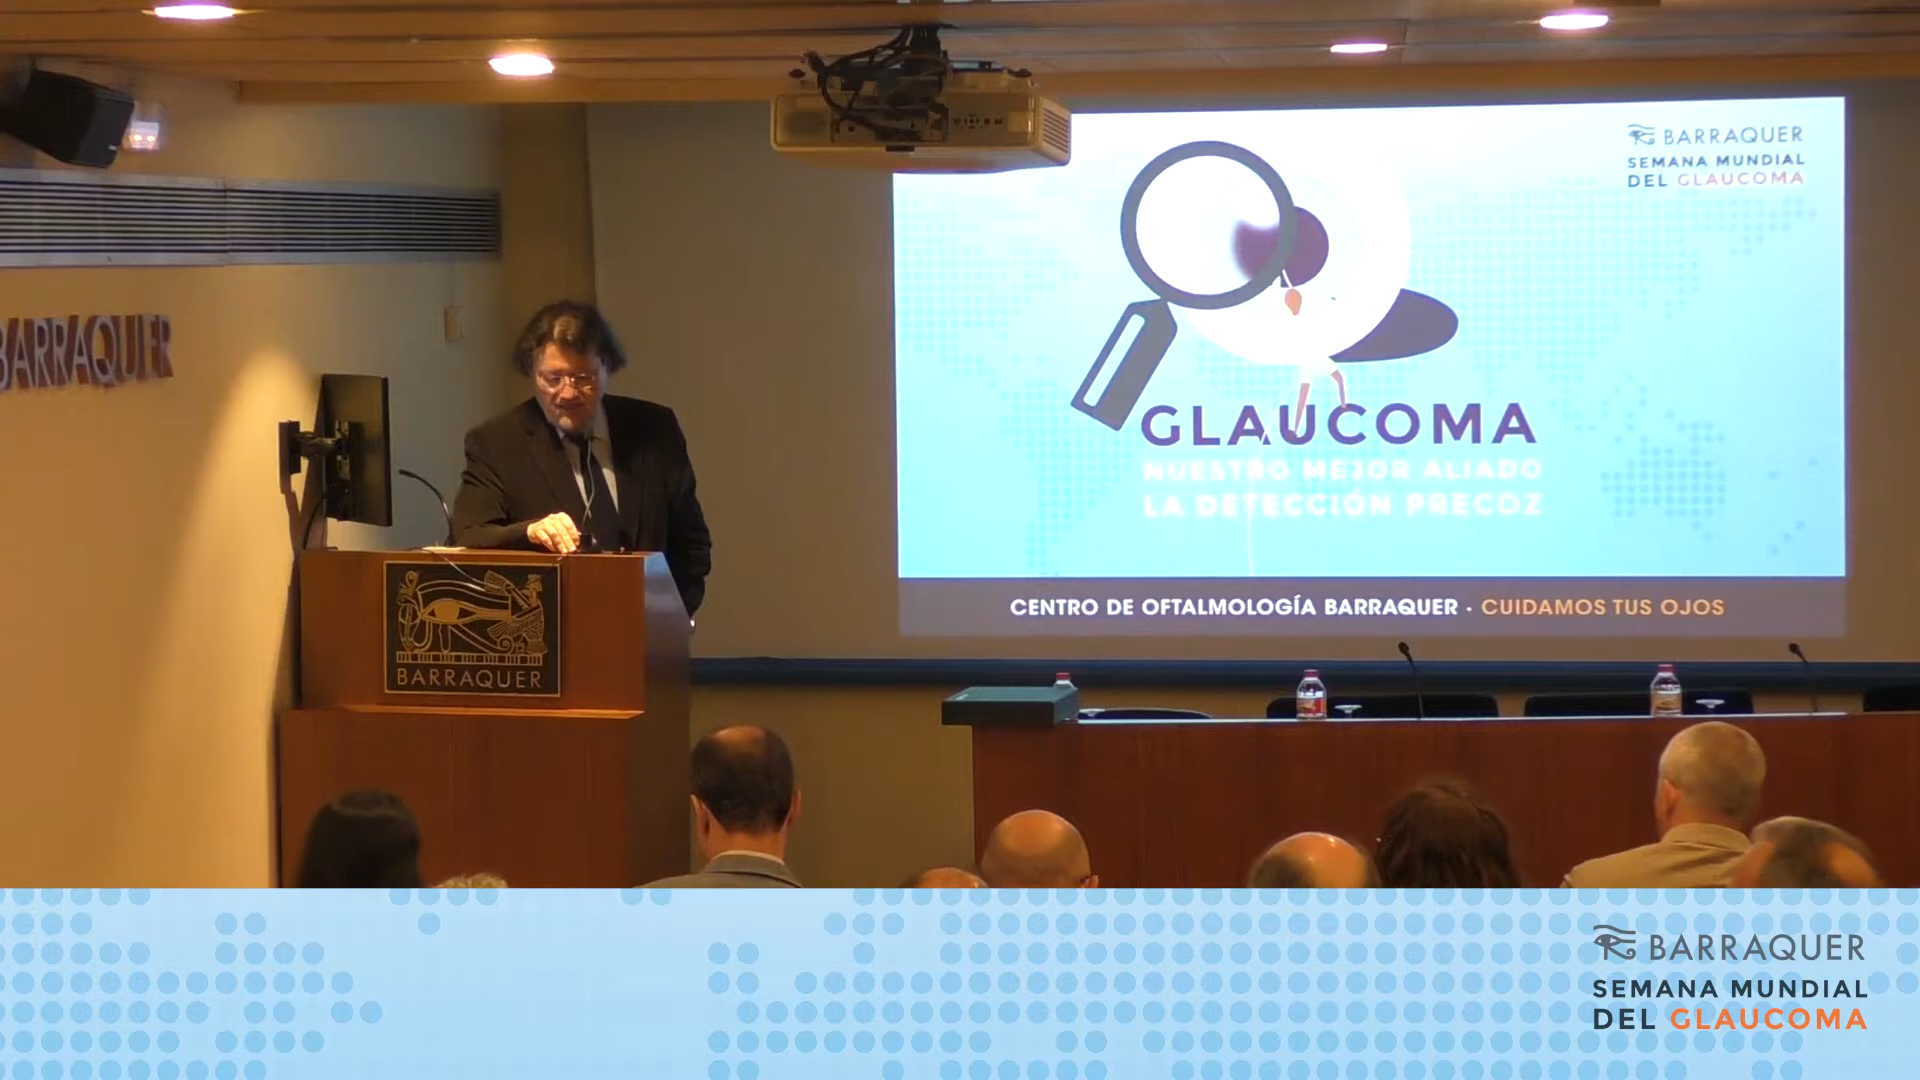 BARRAQUER
SEMANA MUNDIAL
DEL GLAUCOMA
BARRAQUER
GLAUCOMA
NUESTRO MEJOR ALIADO
LA DETECCIÓN PRECOZ
CENTRO DE OFTALMOLOGÍA BARRAQUER · CUIDAMOS TUS OJOS
BARRAQUER
BARRAQUER
SEMANA MUNDIAL
DEL GLAUCOMA